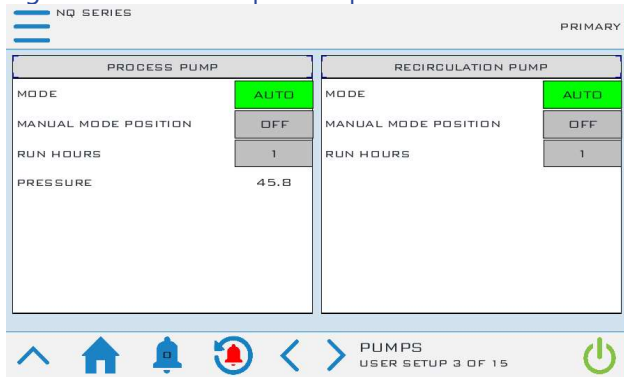 NQ SERIES
PRIMARY
PROCESS PUMP
MODE AUTO
MANUAL MODE POSITION OFF
RUN HOURS 1
PRESSURE 45.8
RECIRCULATION PUMP
MODE AUTO
MANUAL MODE POSITION OFF
RUN HOURS 1
0
PUMPS
USER SETUP 3 OF 15